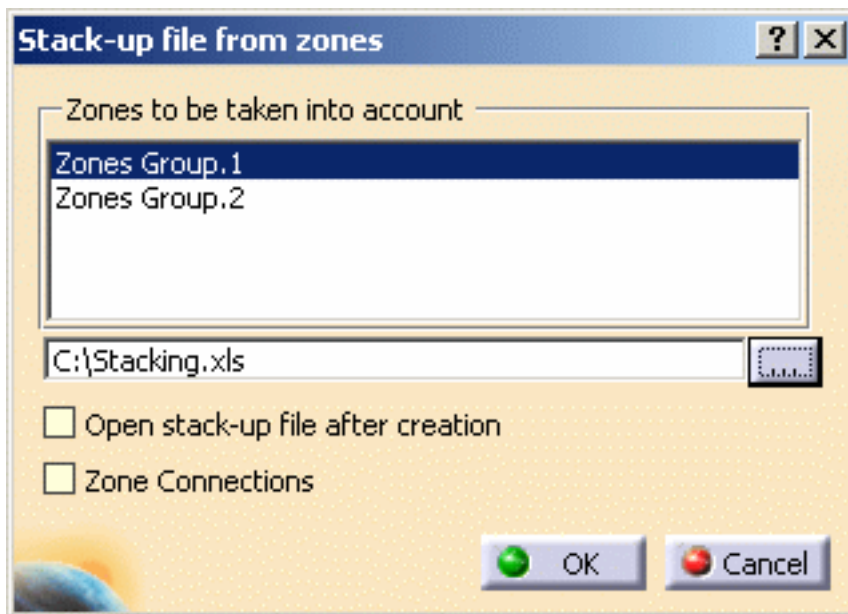 Stack-up file from zones
Zones to be taken into account
Zones Group.1
Zones Group.2
C:\Stacking.xls
...
Open stack-up file after creation
Zone Connections
OK
Cancel